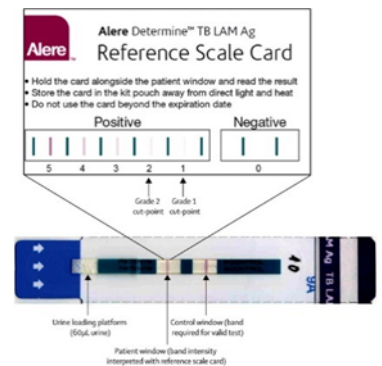 Alere
Alere Determine™ TB LAM Ag
Reference Scale Card
• Hold the card alongside the patient window and read the result
• Store the card in the kit pouch away from direct light and heat
• Do not use the card beyond the expiration date
Positive Negative
5 4 3 2 1 0
Grade 2
cut-point
Grade 1
cut-point
M Ag TB LA
Urine loading platform
(60μL urine)
Control window (band
required for valid test)
Patient window (band intensity
interpreted with reference scale card)